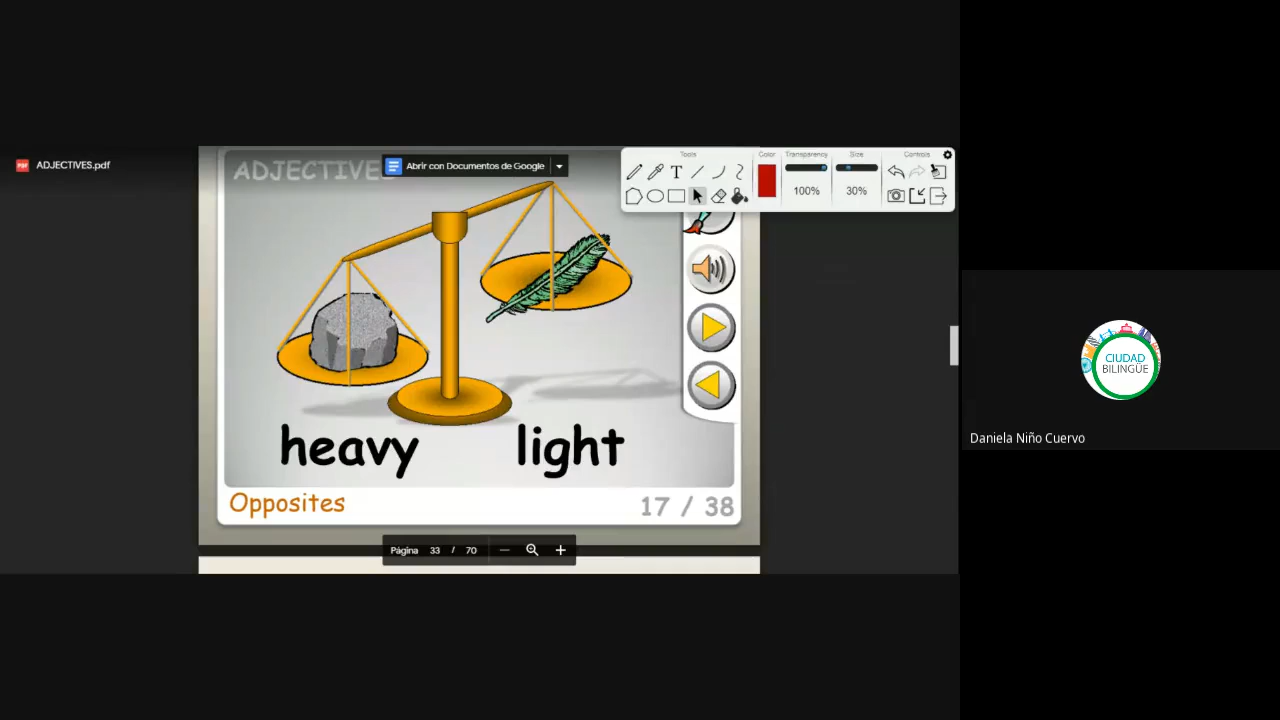 ADJECTIVES.pdf
ADJECTIVE
Abrir con Documentos de Google
Tools
Color
Transparency
Size
Controls
T
100%
30%
heavy light
Opposites
17 / 38
Página 33 / 70
CIUDAD
BILINGÜE
Daniela Niño Cuervo